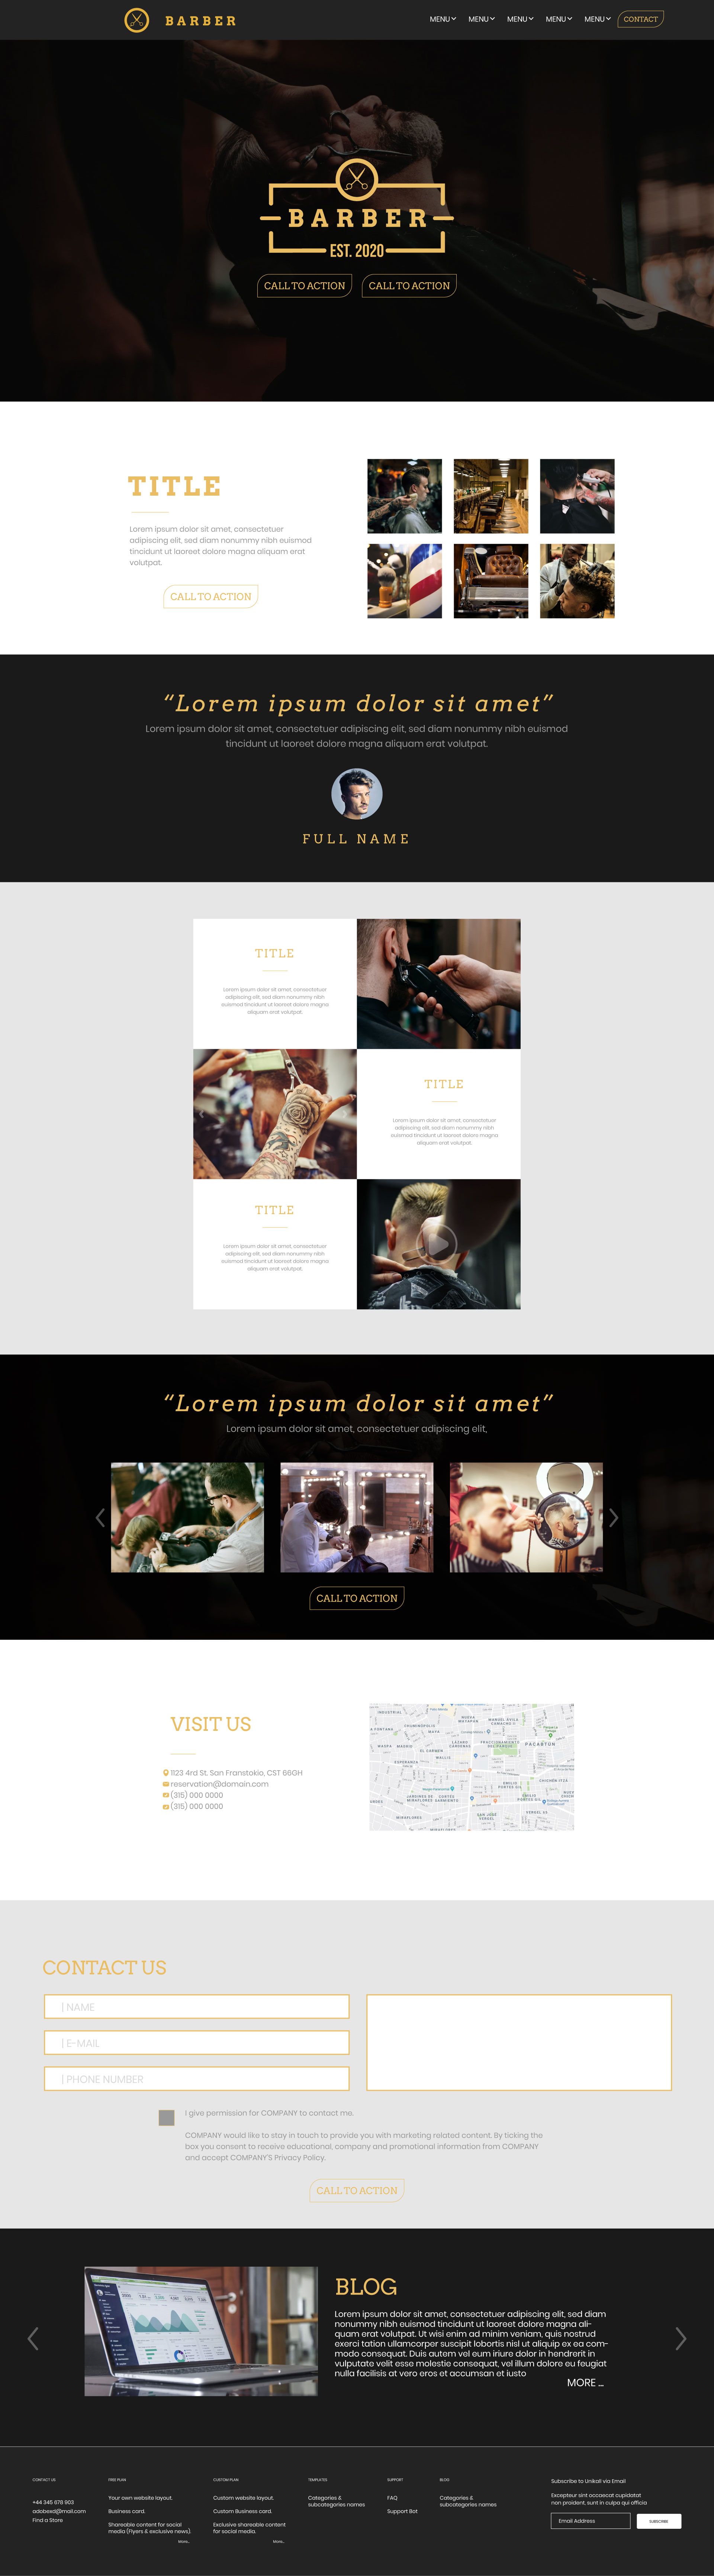 BARBER
MENU MENU MENU MENU MENU CONTACT
BARBER
EST. 2020
CALL TO ACTION CALL TO ACTION
TITLE
Lorem ipsum dolor sit amet, consectetuer
adipiscing elit, sed diam nonummy nibh euismod
tincidunt ut laoreet dolore magna aliquam erat
volutpat.
CALL TO ACTION
“Lorem ipsum dolor sit amet”
Lorem ipsum dolor sit amet, consectetuer adipiscing elit, sed diam nonummy nibh euismod
tincidunt ut laoreet dolore magna aliquam erat volutpat.
FULL NAME
TITLE
Lorem ipsum dolor sit amet, consectetuer
adipiscing elit, sed diam nonummy nibh
euismod tincidunt ut laoreet dolore magna
aliquam erat volutpat.
TITLE
Lorem ipsum dolor sit amet, consectetuer
adipiscing elit, sed diam nonummy nibh
euismod tincidunt ut laoreet dolore magna
aliquam erat volutpat.
TITLE
Lorem ipsum dolor sit amet, consectetuer
adipiscing elit, sed diam nonummy nibh
euismod tincidunt ut laoreet dolore magna
aliquam erat volutpat.
“Lorem ipsum dolor sit amet”
Lorem ipsum dolor sit amet, consectetuer adipiscing elit,
CALL TO ACTION
VISIT US
1123 4rd St, San Franstokio, CST 66GH
reservation@domain.com
(315) 000 0000
(315) 000 0000
INDUSTRIAL
PROMINOPOLIS
MAYA
MADRID
EL CARMEN
ESPERANZA
LAZARO
CARDENAS
PACANTÚN
MIRAFLORES
CONTACT US
| NAME
| E-MAIL
| PHONE NUMBER
I give permission for COMPANY to contact me.
COMPANY would like to stay in touch to provide you with marketing related content. By ticking the
box you consent to receive educational, company and promotional information from COMPANY
and accept COMPANY'S Privacy Policy.
CALL TO ACTION
BLOG
Lorem ipsum dolor sit amet, consectetuer adipiscing elit, sed diam
nonummy nibh euismod tincidunt ut laoreet dolore magna ali-
quam erat volutpat. Ut wisi enim ad minim veniam, quis nostrud
exerci tation ullamcorper suscipit lobortis nisl ut aliquip ex ea com-
modo consequat. Duis autem vel eum iriure dolor in hendrerit in
vulputate velit esse molestie consequat, vel illum dolore eu feugiat
nulla facilisis at vero eros et accumsan et iusto
MORE ...
CONTACT US
+44 345 678 903
adobexd@mail.com
Find a Store
FREE PLAN
Your own website layout.
Business card.
Shareable content for social
media (Flyers & exclusive news).
More...
CUSTOM PLAN
Custom website layout.
Custom Business card.
Exclusive shareable content
for social media.
More...
TEMPLATES
Categories &
subcategories names
SUPPORT
FAQ
Support Bot
BLOG
Categories &
subcategories names
Subscribe to Unikall via Email
Excepteur sint occaecat cupidatat
non proident, sunt in culpa qui officia
Email Address
SUBSCRIBE